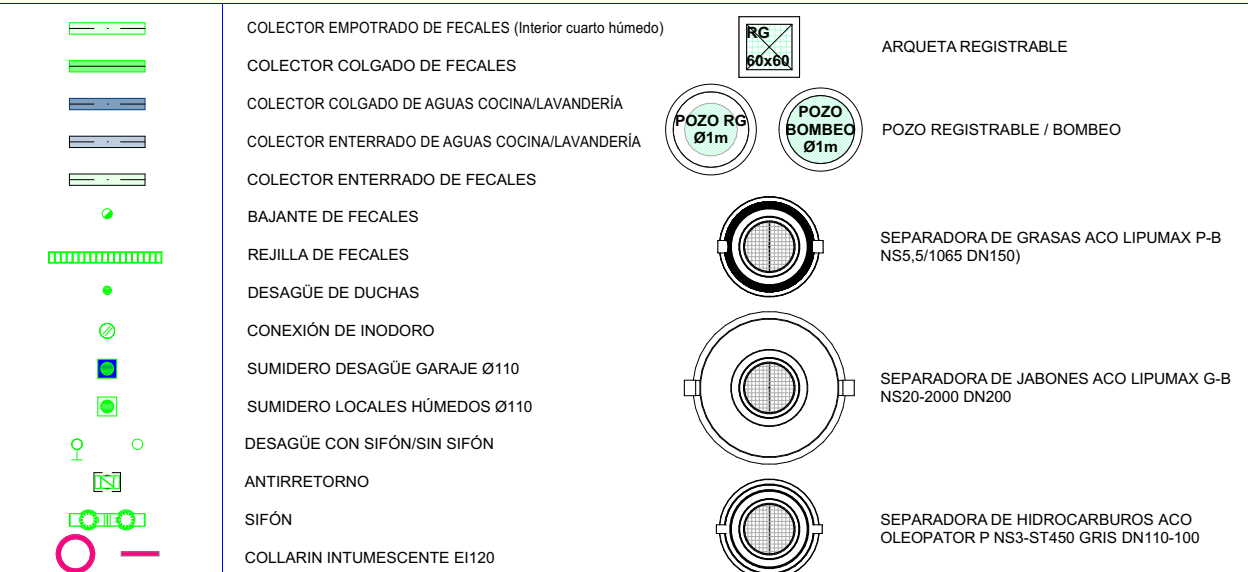 COLECTOR EMPOTRADO DE FECALES (Interior cuarto húmedo)
COLECTOR COLGADO DE FECALES
COLECTOR COLGADO DE AGUAS COCINA/LAVANDERÍA
COLECTOR ENTERRADO DE AGUAS COCINA/LAVANDERÍA
COLECTOR ENTERRADO DE FECALES
BAJANTE DE FECALES
REJILLA DE FECALES
DESAGÜE DE DUCHAS
CONEXIÓN DE INODORO
SUMIDERO DESAGÜE GARAJE Ø110
SUMIDERO LOCALES HÚMEDOS Ø110
DESAGÜE CON SIFÓN/SIN SIFÓN
ANTIRRETORNO
SIFÓN
COLLARIN INTUMESCENTE EI120
RG
60x60
ARQUETA REGISTRABLE
POZO RG
Ø1m
POZO
BOMBEO
Ø1m
POZO REGISTRABLE / BOMBEO
SEPARADORA DE GRASAS ACO LIPUMAX P-B
NS5,5/1065 DN150)
SEPARADORA DE JABONES ACO LIPUMAX G-B
NS20-2000 DN200
SEPARADORA DE HIDROCARBUROS ACO
OLEOPATOR P NS3-ST450 GRIS DN110-100